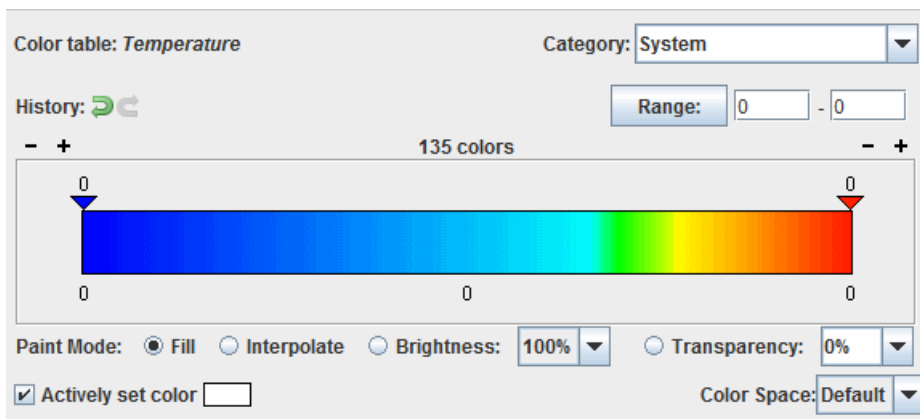 Color table: Temperature Category: System
History: Range: 0 - 0
- + 135 colors - +
0 0
0 0 0
Paint Mode: Fill Interpolate Brightness: 100% Transparency: 0%
Actively set color Color Space: Default